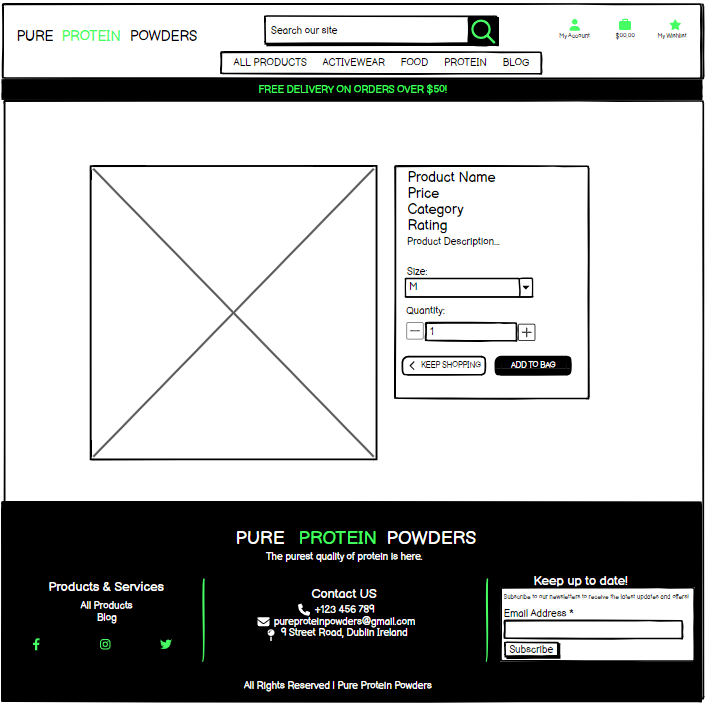 PURE PROTEIN POWDERS
Search our site
My Account
$00.00
My Wishlist
ALL PRODUCTS ACTIVEWEAR FOOD PROTEIN BLOG
FREE DELIVERY ON ORDERS OVER $50!
Product Name
Price
Category
Rating
Product Description...
Size:
M
Quantity:
1
KEEP SHOPPING
ADD TO BAG
PURE PROTEIN POWDERS
The purest quality of protein is here.
Products & Services
All Products
Blog
Contact US
+123 456 789
pureproteinpowders@gmail.com
9 Street Road, Dublin Ireland
Keep up to date!
Subscribe to our newsletters to receive the latest updates and offers!
Email Address *
Subscribe
All Rights Reserved | Pure Protein Powders